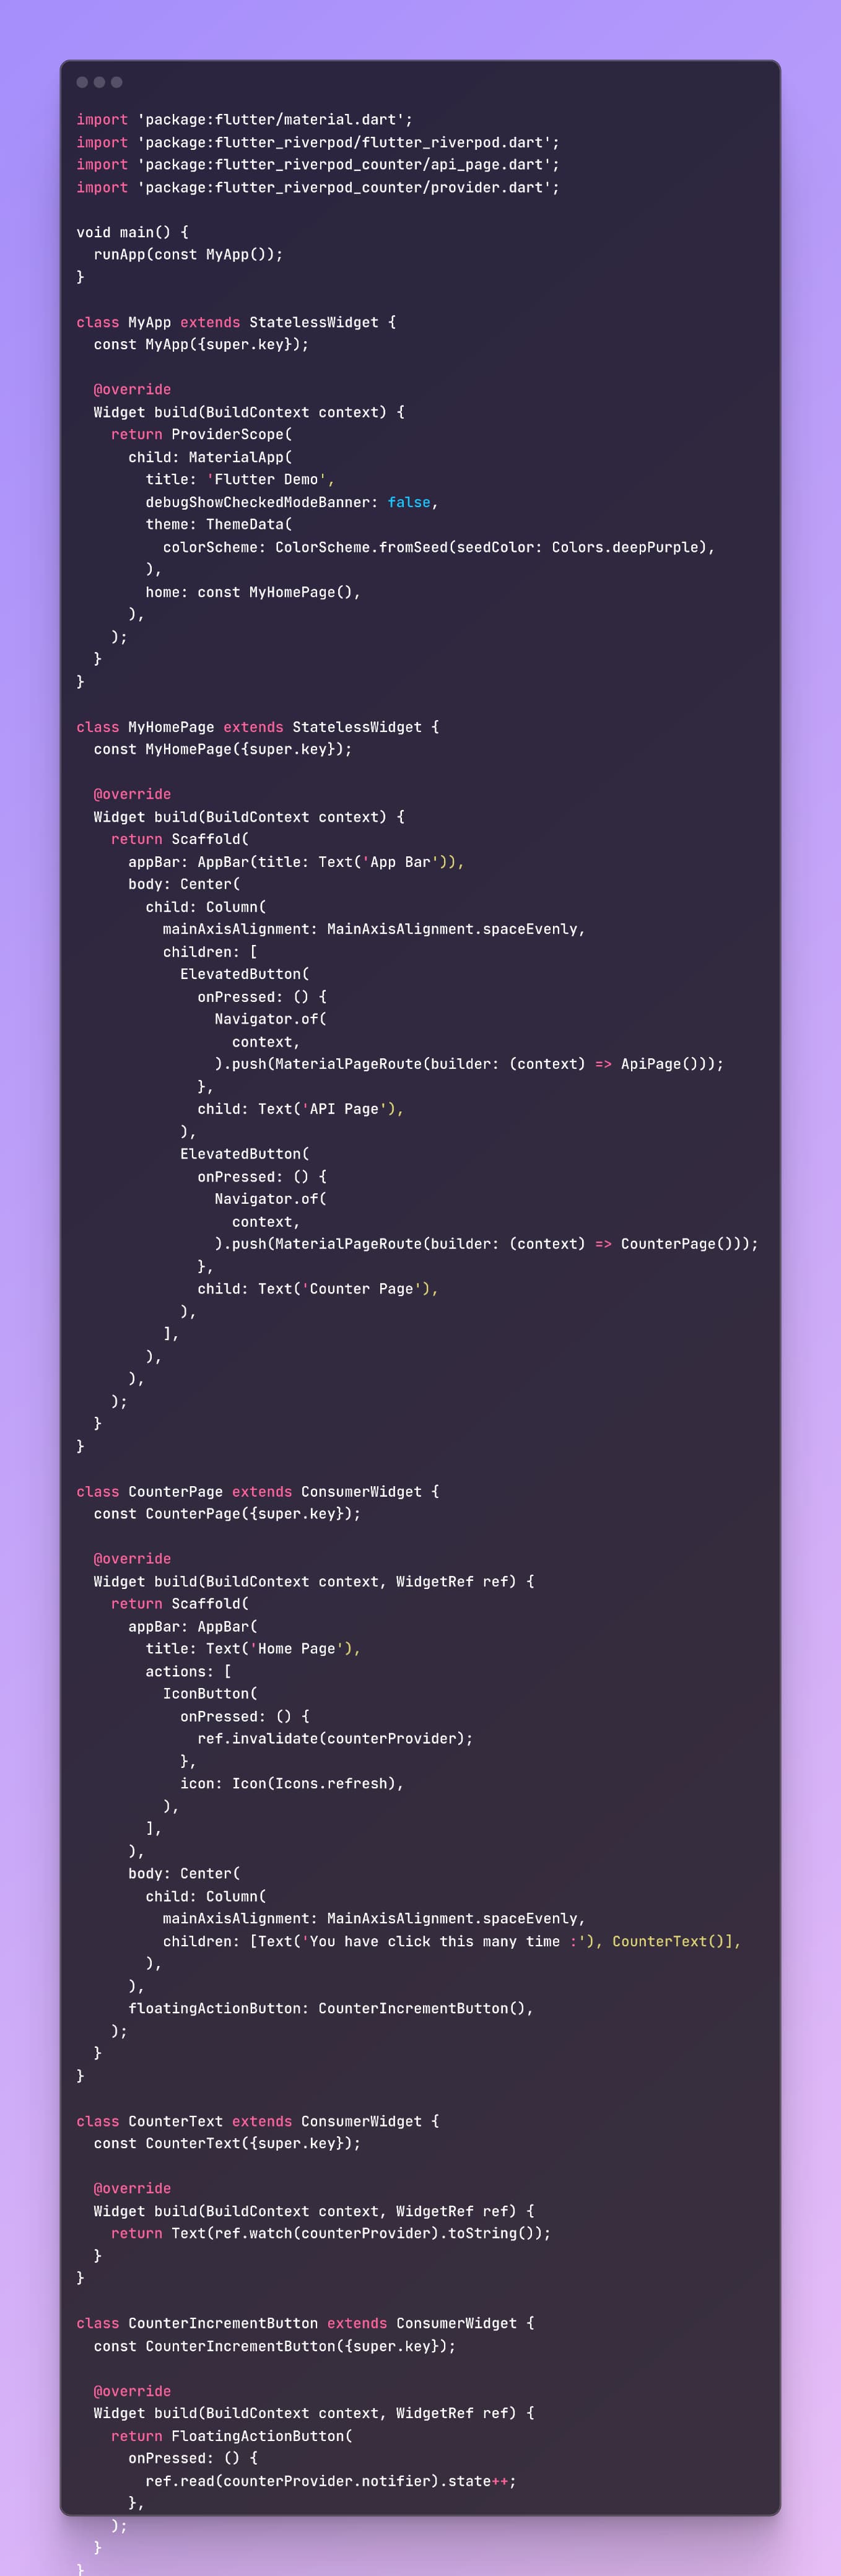 import 'package:flutter/material.dart';
import 'package:flutter_riverpod/flutter_riverpod.dart';
import 'package:flutter_riverpod_counter/api_page.dart';
import 'package:flutter_riverpod_counter/provider.dart';

void main() {
  runApp(const MyApp());
}

class MyApp extends StatelessWidget {
  const MyApp({super.key});

  @override
  Widget build(BuildContext context) {
    return ProviderScope(
      child: MaterialApp(
        title: 'Flutter Demo',
        debugShowCheckedModeBanner: false,
        theme: ThemeData(
          colorScheme: ColorScheme.fromSeed(seedColor: Colors.deepPurple),
        ),
        home: const MyHomePage(),
      ),
    );
  }
}

class MyHomePage extends StatelessWidget {
  const MyHomePage({super.key});

  @override
  Widget build(BuildContext context) {
    return Scaffold(
      appBar: AppBar(title: Text('App Bar')),
      body: Center(
        child: Column(
          mainAxisAlignment: MainAxisAlignment.spaceEvenly,
          children: [
            ElevatedButton(
              onPressed: () {
                Navigator.of(
                  context,
                ).push(MaterialPageRoute(builder: (context) => ApiPage()));
              },
              child: Text('API Page'),
            ),
            ElevatedButton(
              onPressed: () {
                Navigator.of(
                  context,
                ).push(MaterialPageRoute(builder: (context) => CounterPage()));
              },
              child: Text('Counter Page'),
            ),
          ],
        ),
      ),
    );
  }
}

class CounterPage extends ConsumerWidget {
  const CounterPage({super.key});

  @override
  Widget build(BuildContext context, WidgetRef ref) {
    return Scaffold(
      appBar: AppBar(
        title: Text('Home Page'),
        actions: [
          IconButton(
            onPressed: () {
              ref.invalidate(counterProvider);
            },
            icon: Icon(Icons.refresh),
          ),
        ],
      ),
      body: Center(
        child: Column(
          mainAxisAlignment: MainAxisAlignment.spaceEvenly,
          children: [Text('You have click this many time :'), CounterText()],
        ),
      ),
      floatingActionButton: CounterIncrementButton(),
    );
  }
}

class CounterText extends ConsumerWidget {
  const CounterText({super.key});

  @override
  Widget build(BuildContext context, WidgetRef ref) {
    return Text(ref.watch(counterProvider).toString());
  }
}

class CounterIncrementButton extends ConsumerWidget {
  const CounterIncrementButton({super.key});

  @override
  Widget build(BuildContext context, WidgetRef ref) {
    return FloatingActionButton(
      onPressed: () {
        ref.read(counterProvider.notifier).state++;
      },
    );
  }
}